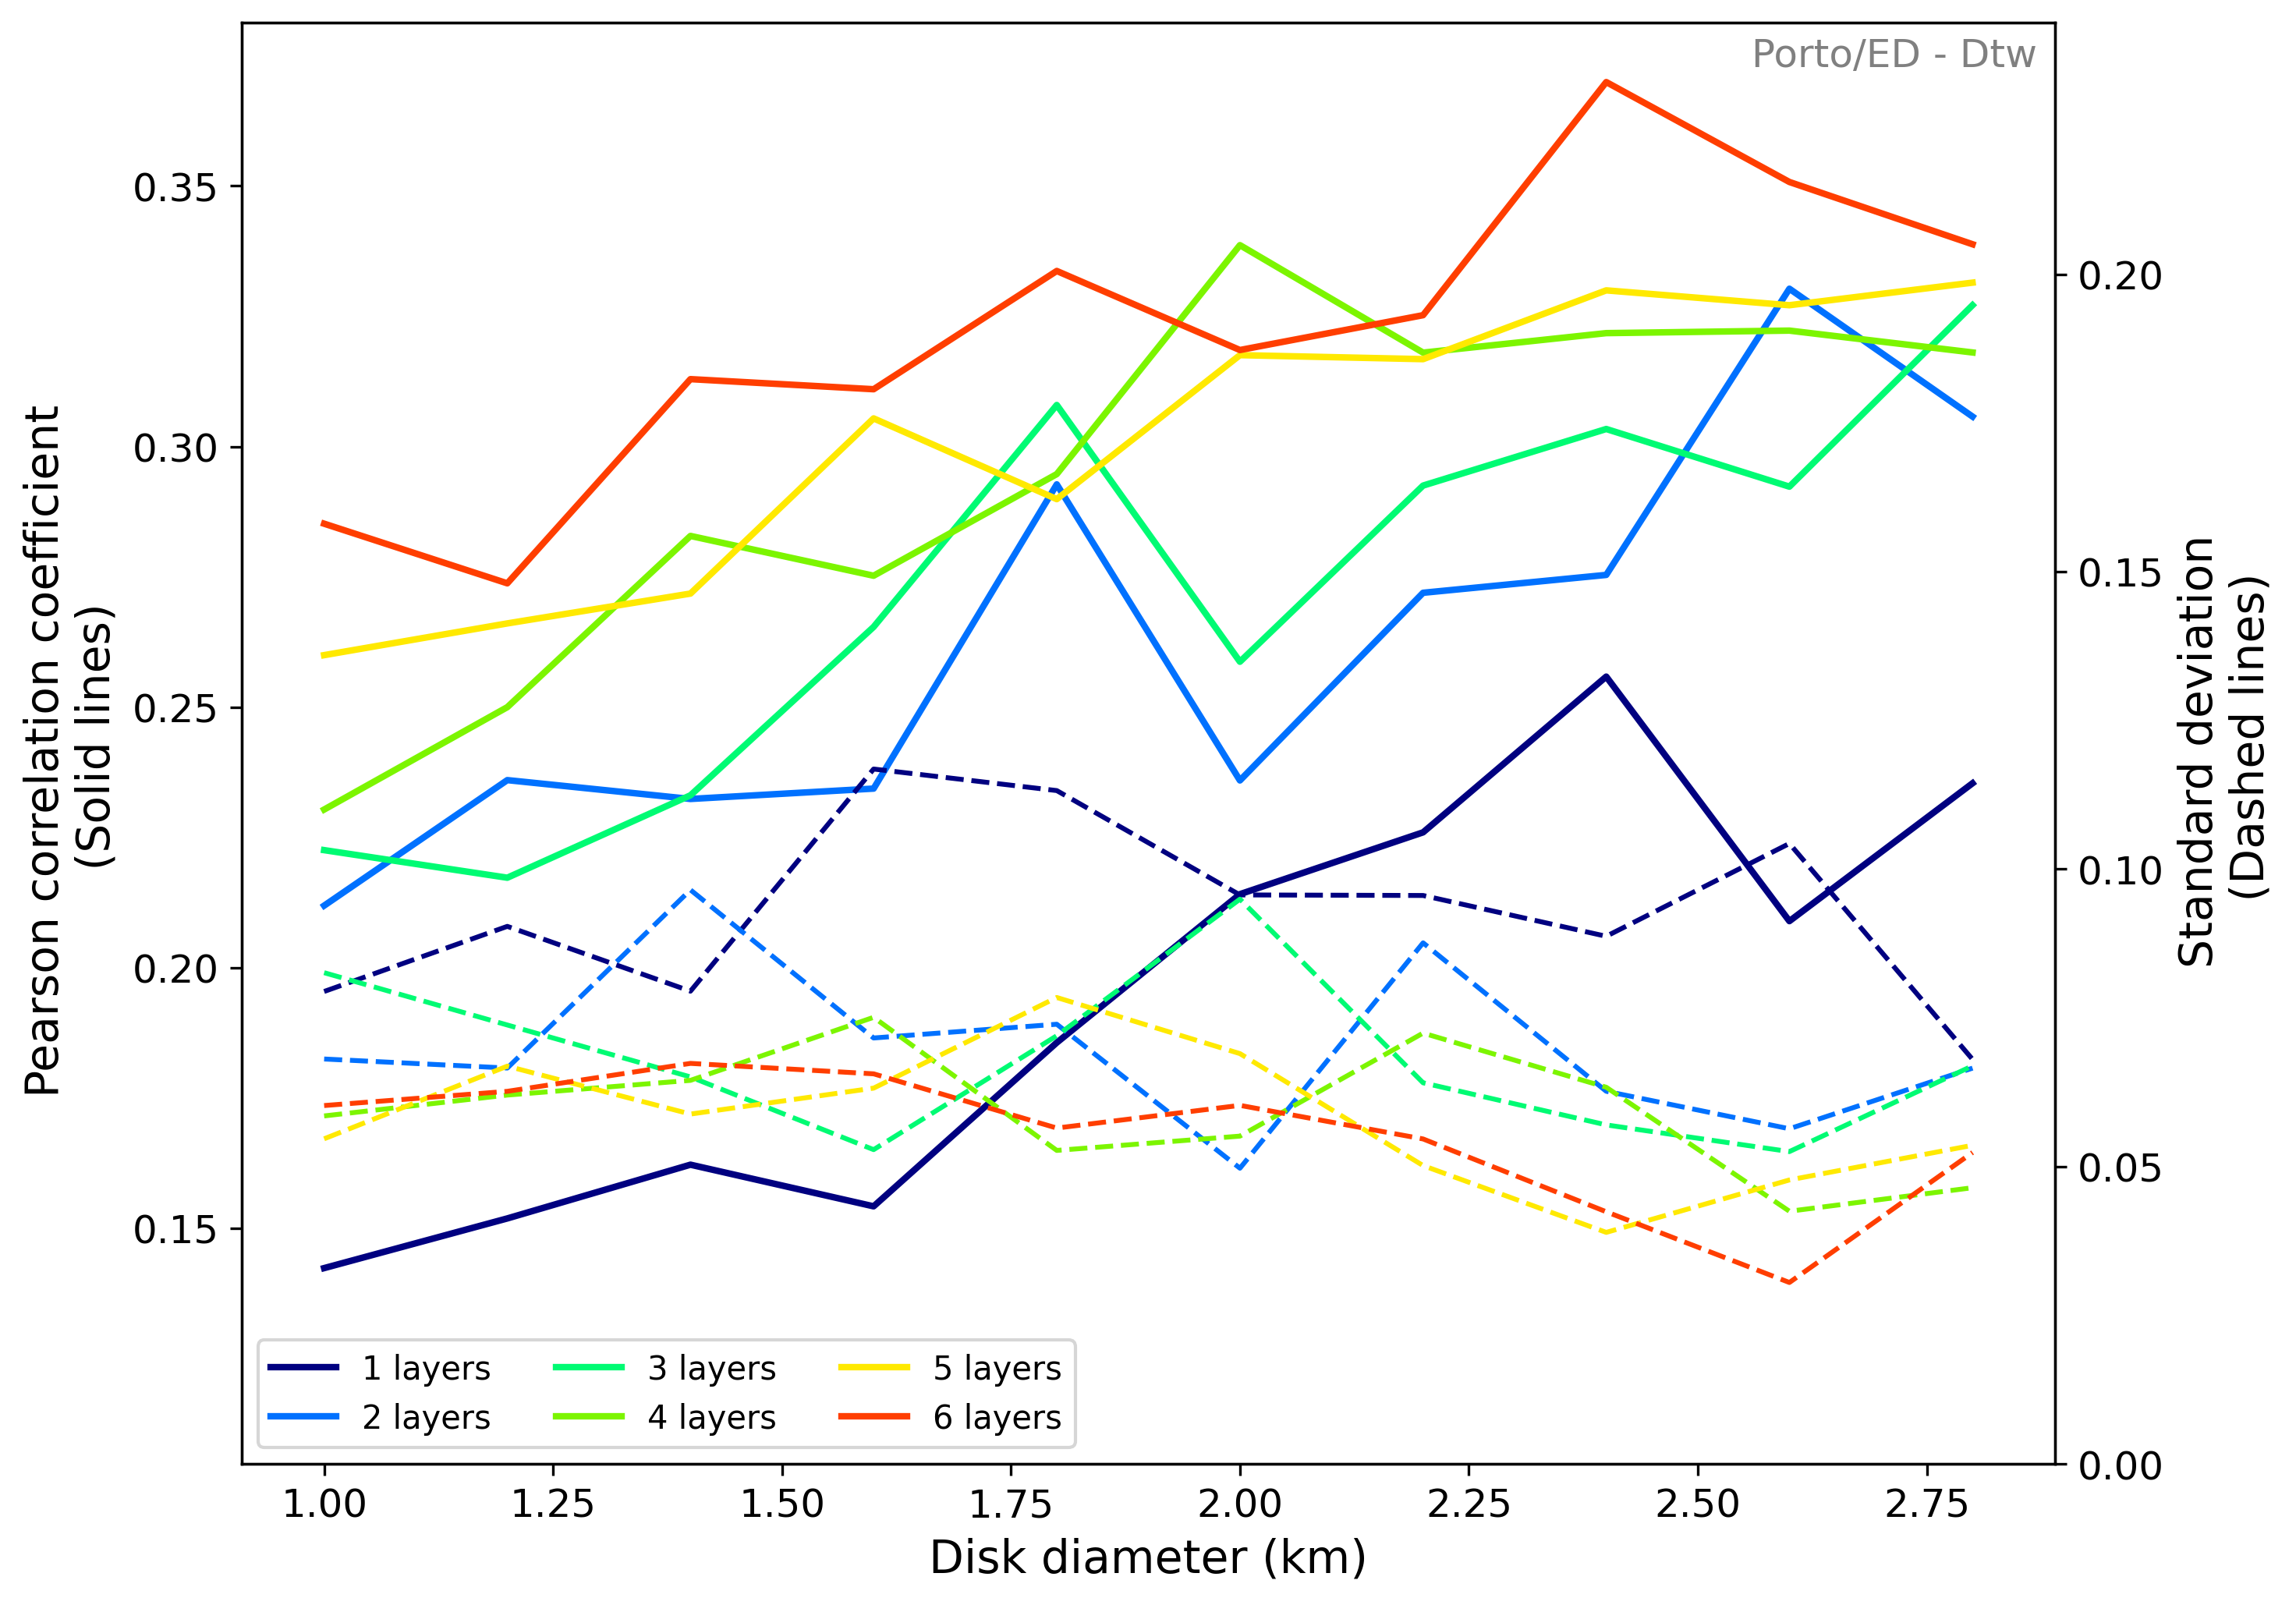 Porto/ED - Dtw
Pearson correlation coefficient
(Solid lines)
0.35
0.30
0.25
0.20
0.15
0.20
0.15
0.10
0.05
0.00
Standard deviation
(Dashed lines)
1 layers
2 layers
3 layers
4 layers
5 layers
6 layers
1.00 1.25 1.50 1.75 2.00 2.25 2.50 2.75
Disk diameter (km)